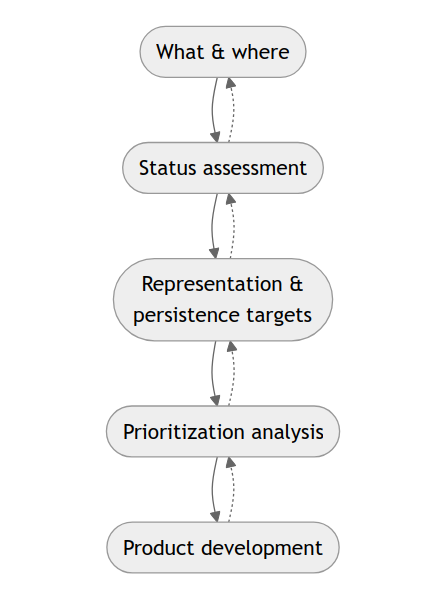 What & where
Status assessment
Representation &
persistence targets
Prioritization analysis
Product development